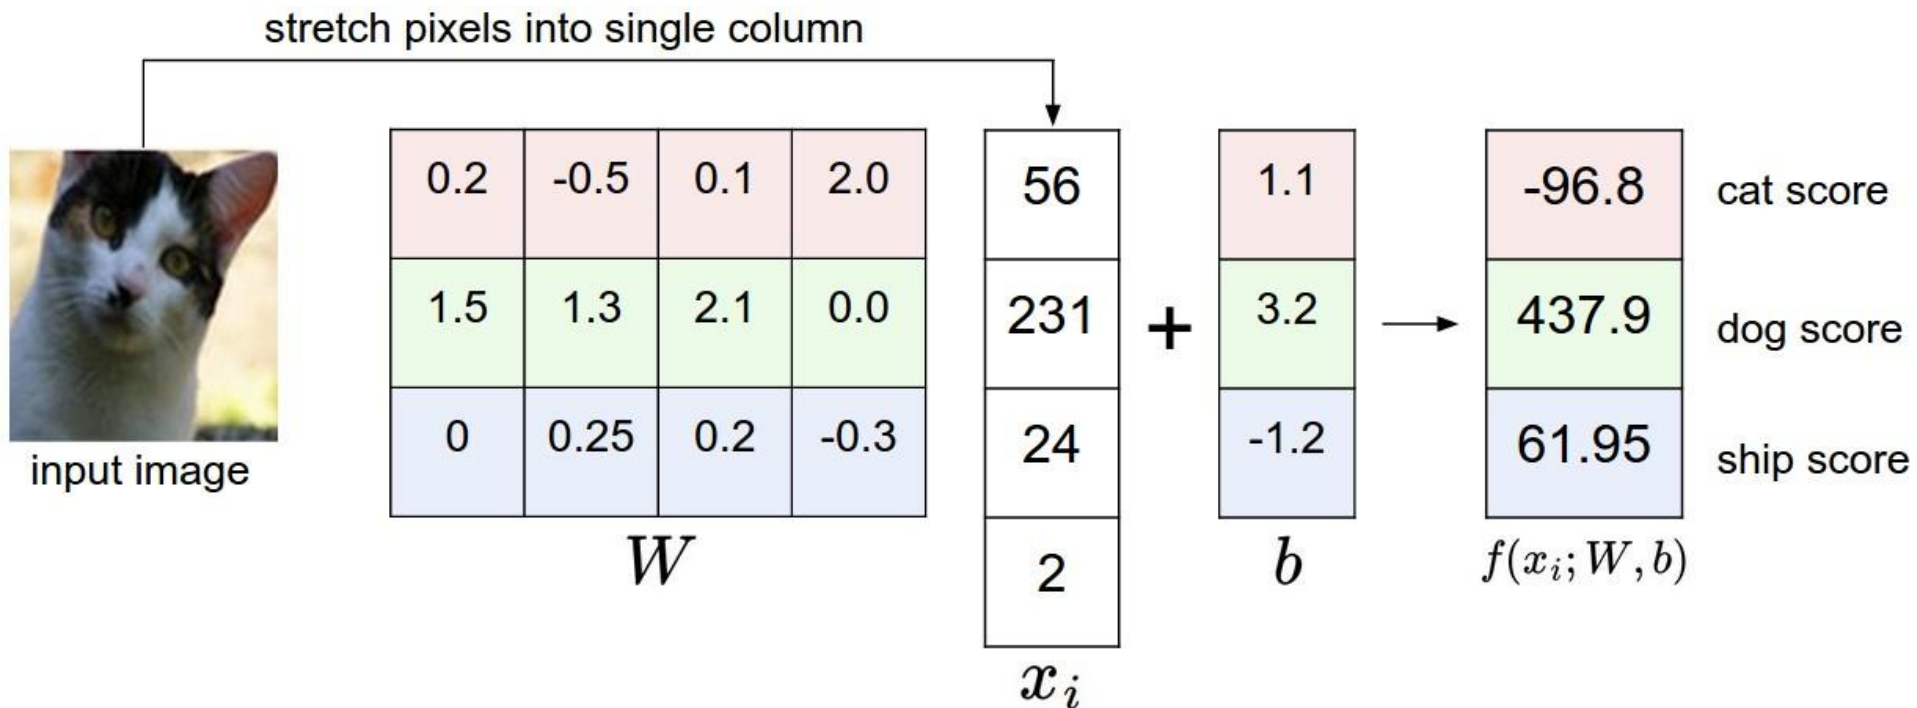 stretch pixels into single column
input image
0.2 -0.5 0.1 2.0
1.5 1.3 2.1 0.0
0 0.25 0.2 -0.3
W
56
231
24
2
x_i
+
1.1
3.2
-1.2
b
-96.8 cat score
437.9 dog score
61.95 ship score
f(x_i; W, b)